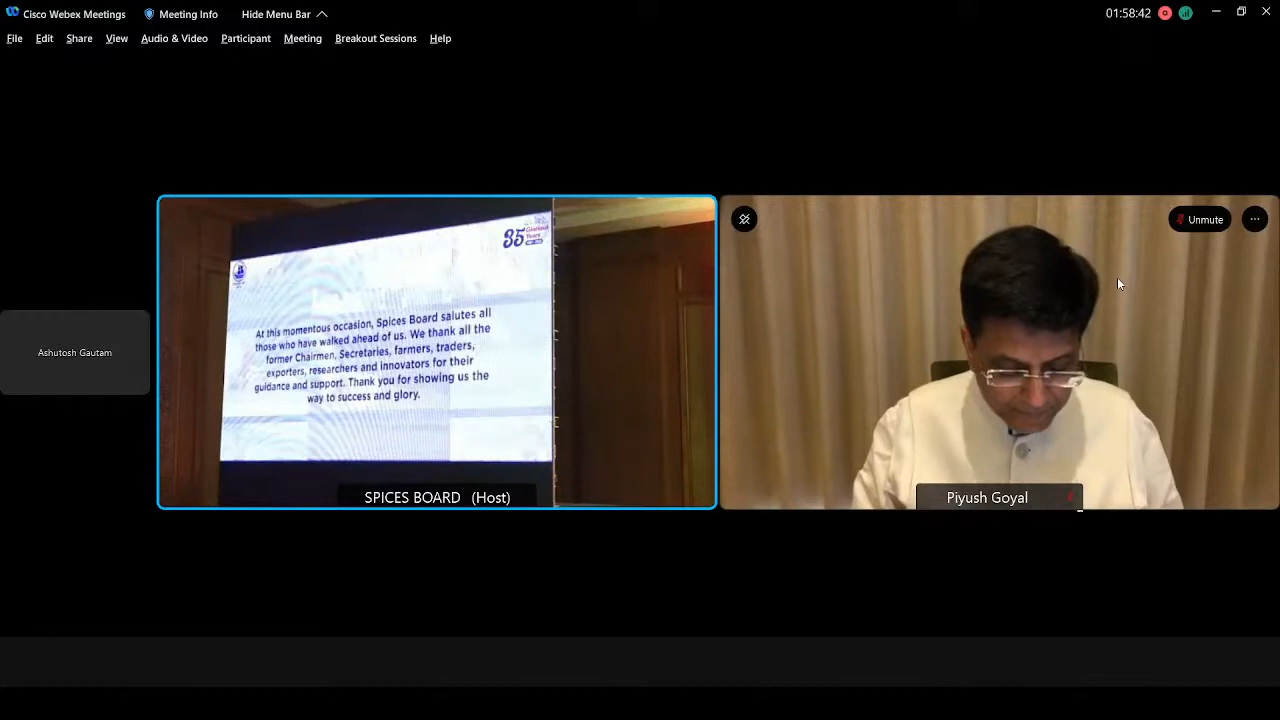 Cisco Webex Meetings
Meeting Info
Hide Menu Bar
01:58:42
File Edit Share View Audio & Video Participant Meeting Breakout Sessions Help
35 Glorious Years
At this momentous occasion, Spices Board salutes all
those who have walked ahead of us. We thank all the
former Chairmen, Secretaries, farmers, traders,
exporters, researchers and innovators for their
guidance and support. Thank you for showing us the
way to success and glory.
SPICES BOARD (Host)
Unmute
Piyush Goyal
Ashutosh Gautam